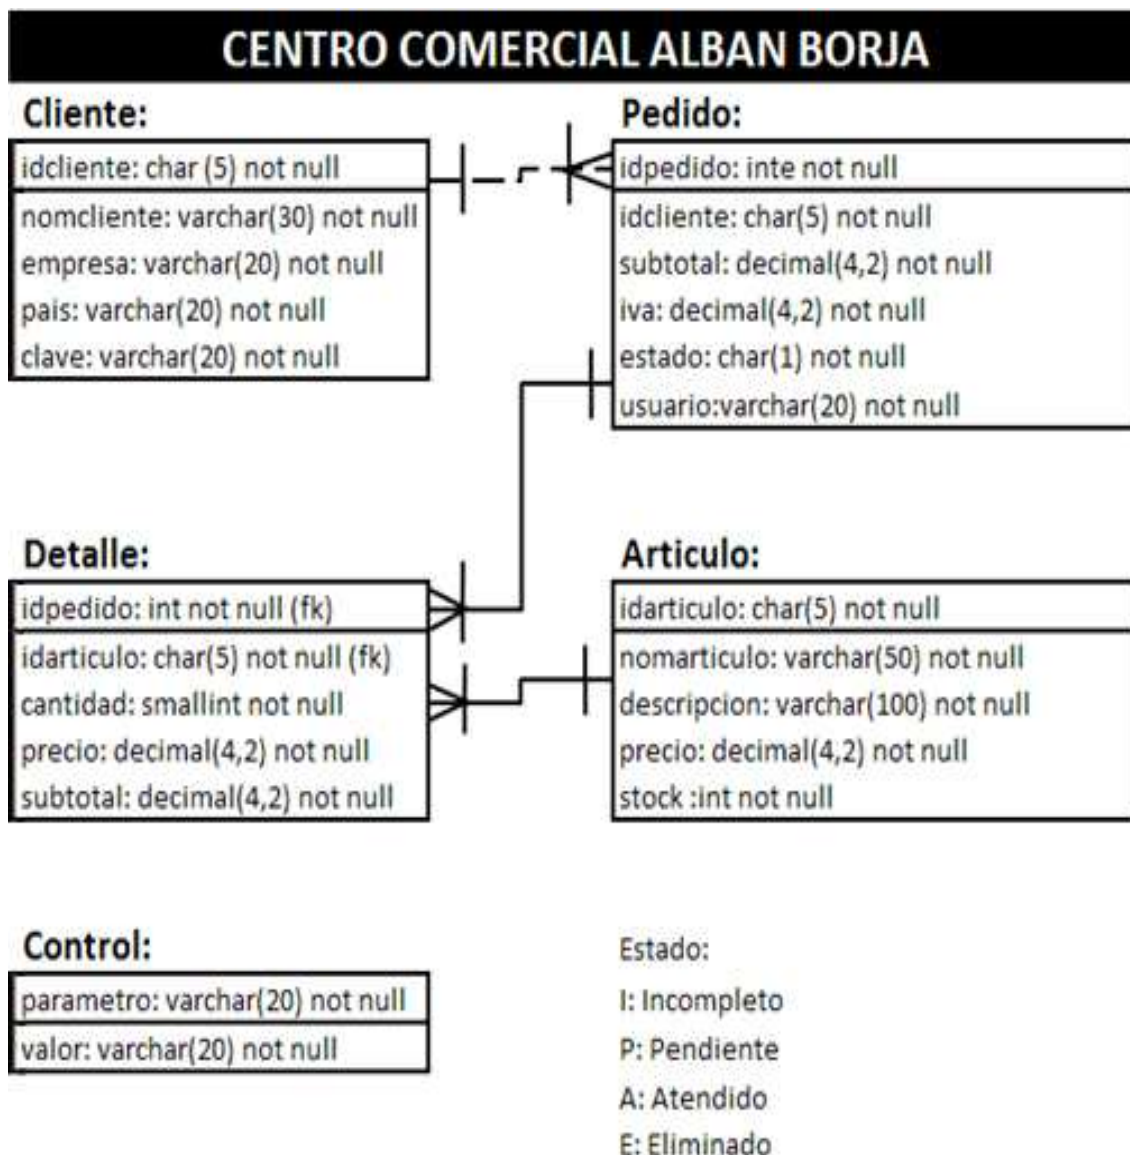 CENTRO COMERCIAL ALBAN BORJA
Cliente:
idcliente: char (5) not null
nomcliente: varchar(30) not null
empresa: varchar(20) not null
pais: varchar(20) not null
clave: varchar(20) not null
Pedido:
idpedido: inte not null
idcliente: char(5) not null
subtotal: decimal(4,2) not null
iva: decimal(4,2) not null
estado: char(1) not null
usuario:varchar(20) not null
Detalle:
idpedido: int not null (fk)
idarticulo: char(5) not null (fk)
cantidad: smallint not null
precio: decimal(4,2) not null
subtotal: decimal(4,2) not null
Articulo:
idarticulo: char(5) not null
nomarticulo: varchar(50) not null
descripcion: varchar(100) not null
precio: decimal(4,2) not null
stock :int not null
Control:
parametro: varchar(20) not null
valor: varchar(20) not null
Estado:
I: Incompleto
P: Pendiente
A: Atendido
E: Eliminado